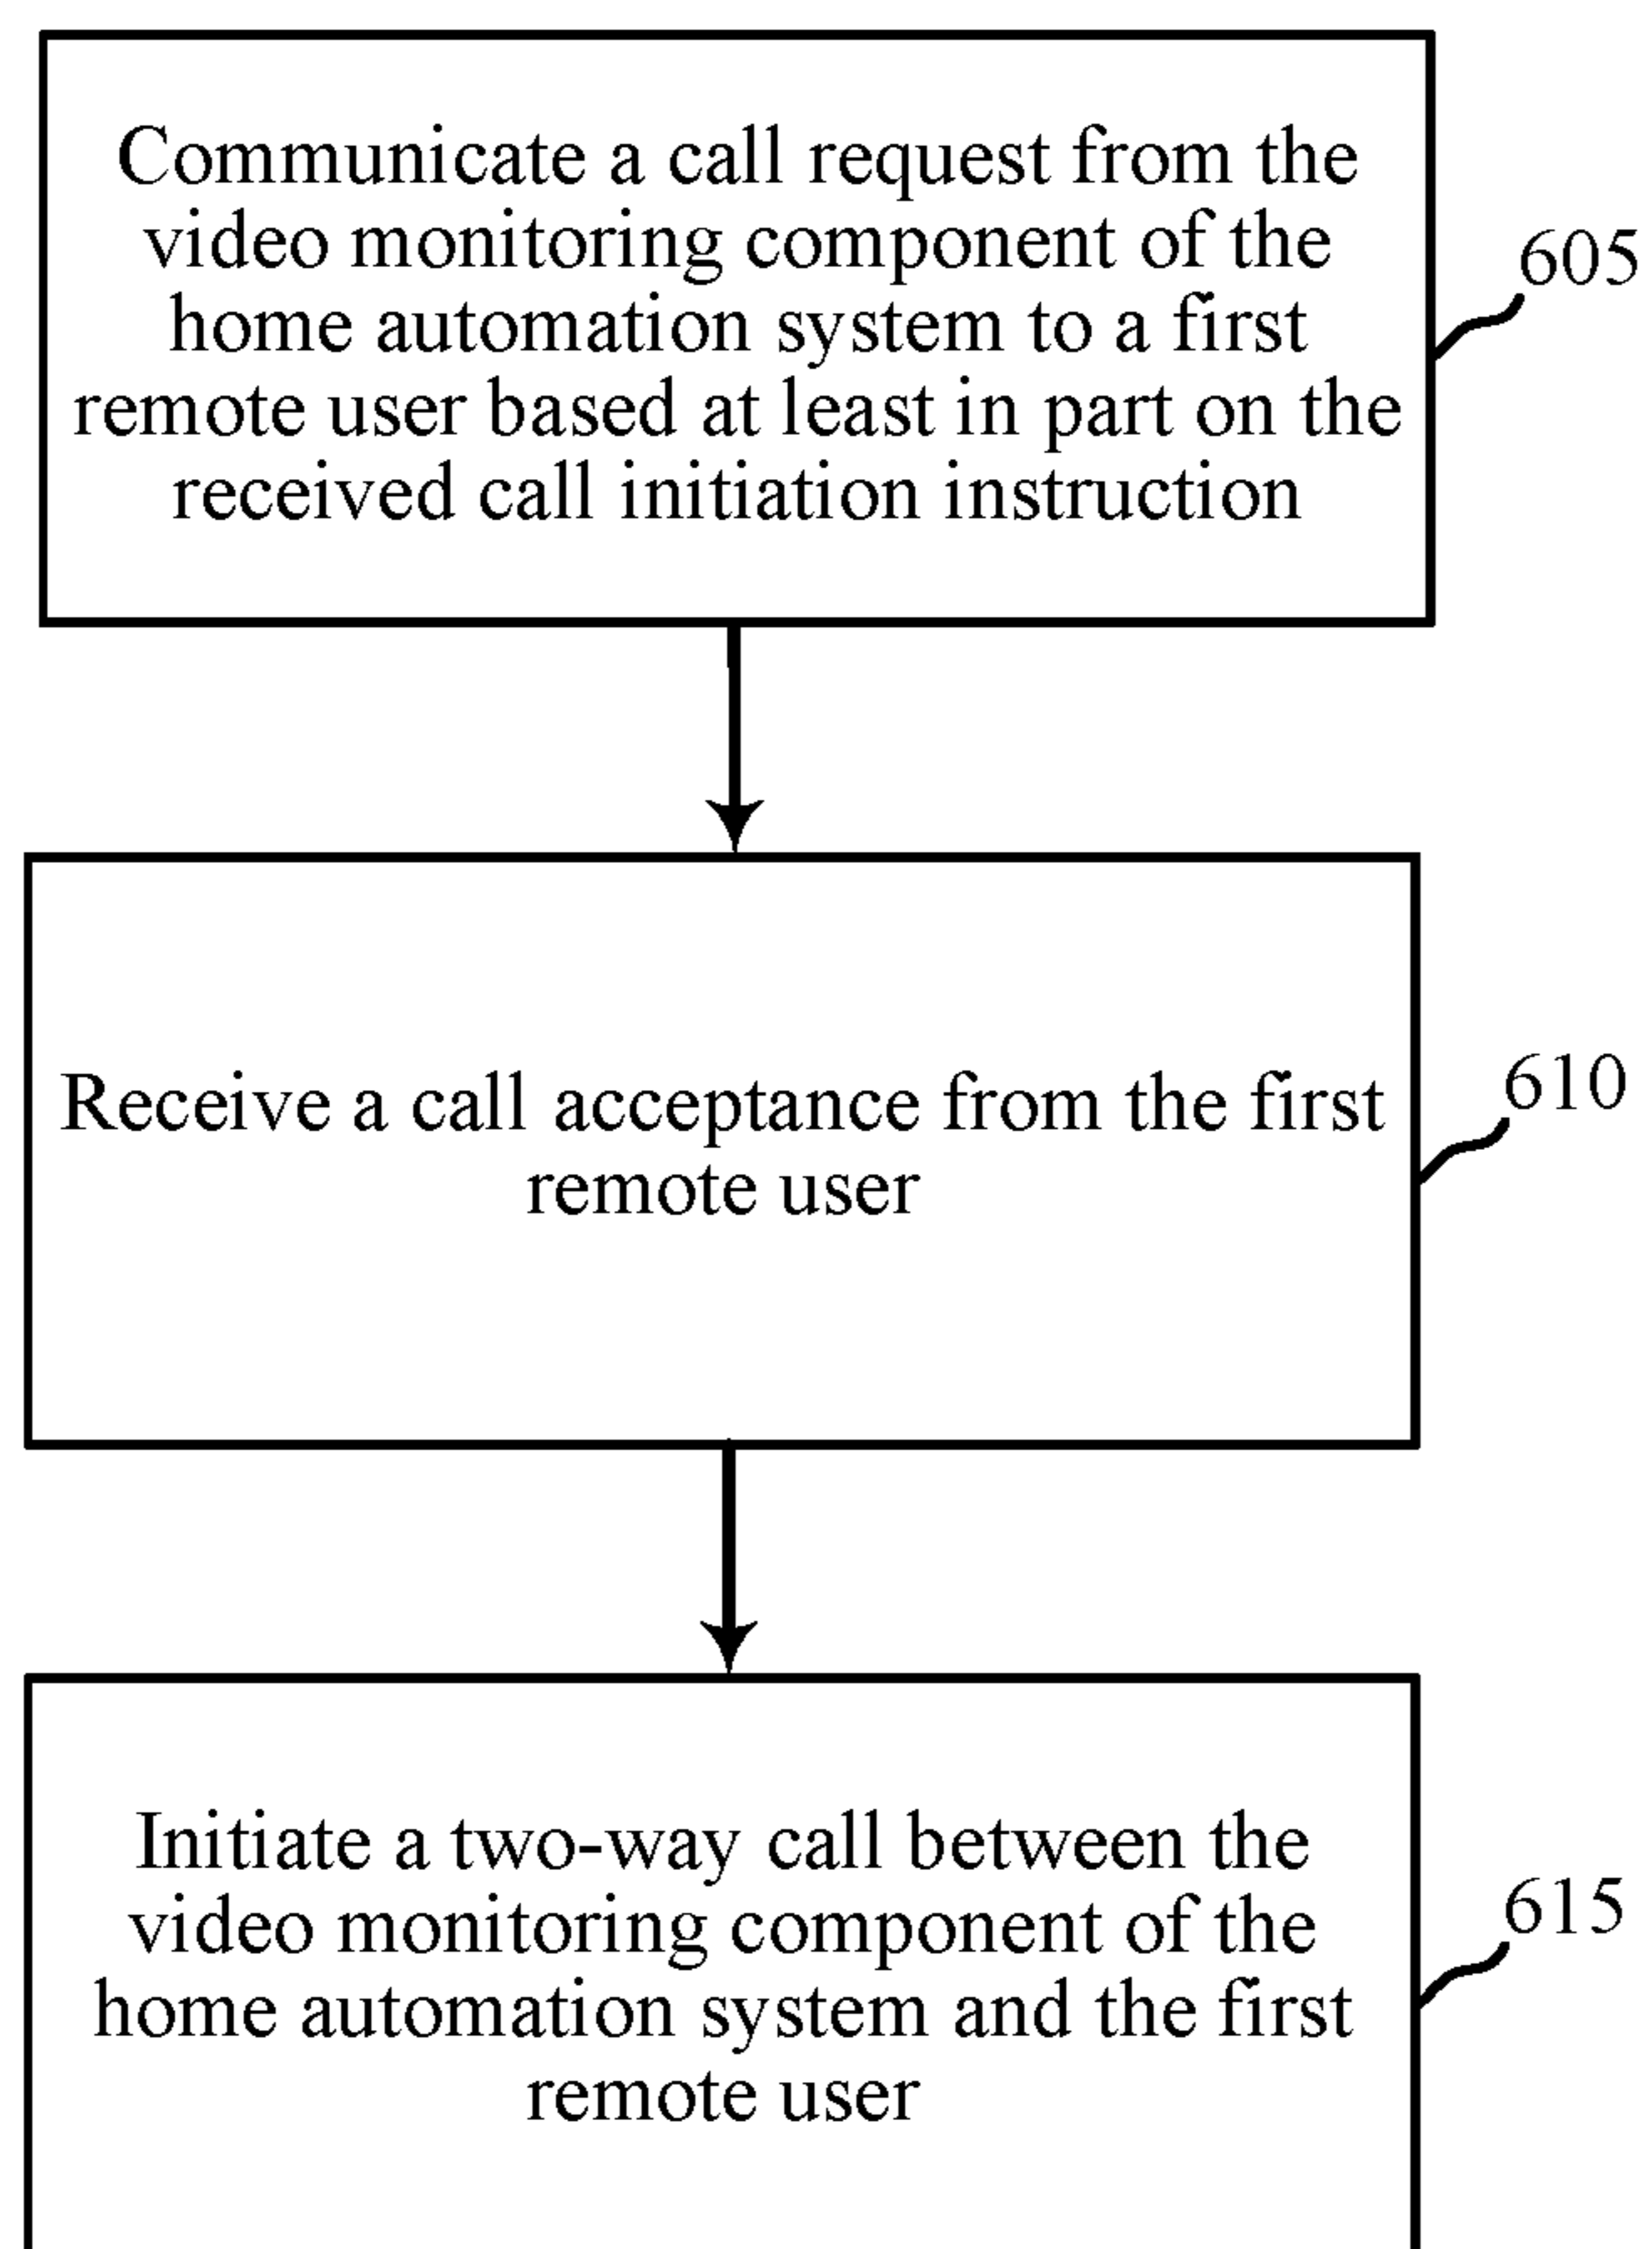 Communicate a call request from the
video monitoring component of the
home automation system to a first
remote user based at least in part on the
received call initiation instruction
605
Receive a call acceptance from the first
remote user
610
Initiate a two-way call between the
video monitoring component of the
home automation system and the first
remote user
615